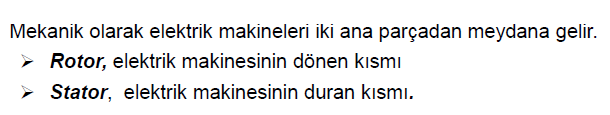 Mekanik olarak elektrik makineleri iki ana parçadan meydana gelir.
➢ Rotor, elektrik makinesinin dönen kısmı
➢ Stator, elektrik makinesinin duran kısmı.